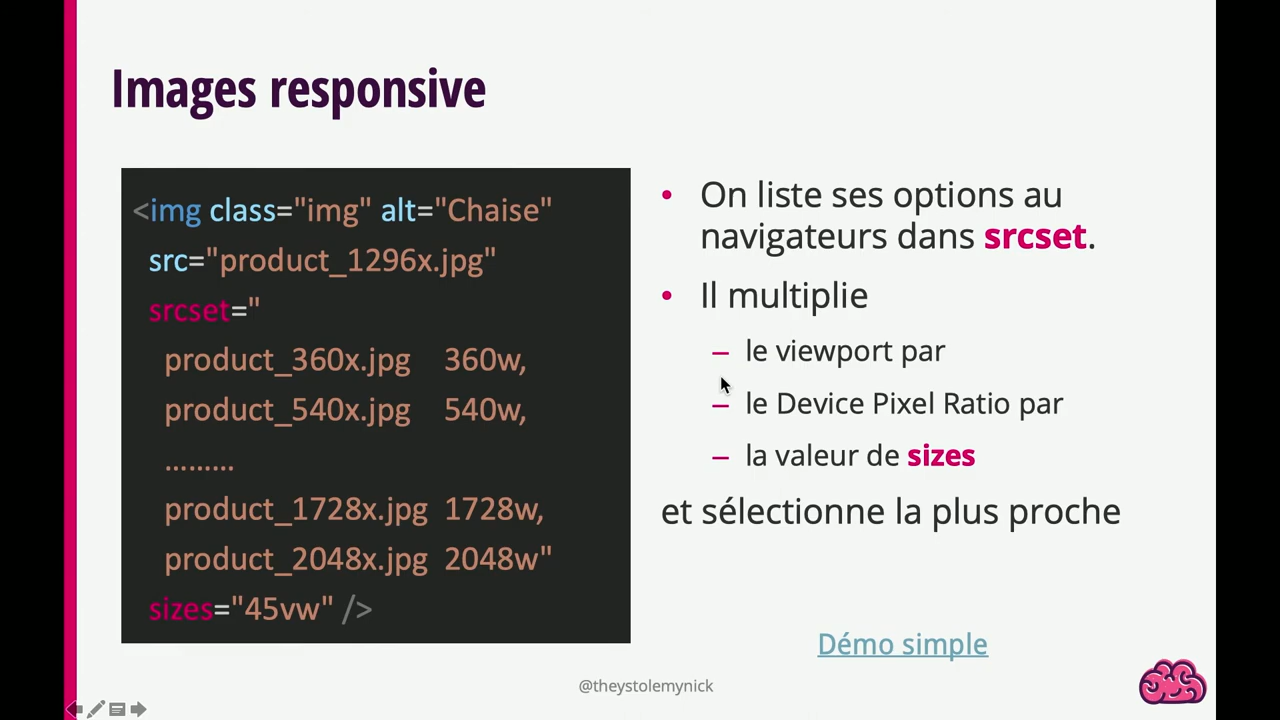 Images responsive
<img class="img" alt="Chaise"
src="product_1296x.jpg"
srcset="
product_360x.jpg 360w,
product_540x.jpg 540w,
.........
product_1728x.jpg 1728w,
product_2048x.jpg 2048w"
sizes="45vw" />
• On liste ses options au
navigateurs dans srcset.
• Il multiplie
– le viewport par
– le Device Pixel Ratio par
– la valeur de sizes
et sélectionne la plus proche
Démo simple
@theystolemynick